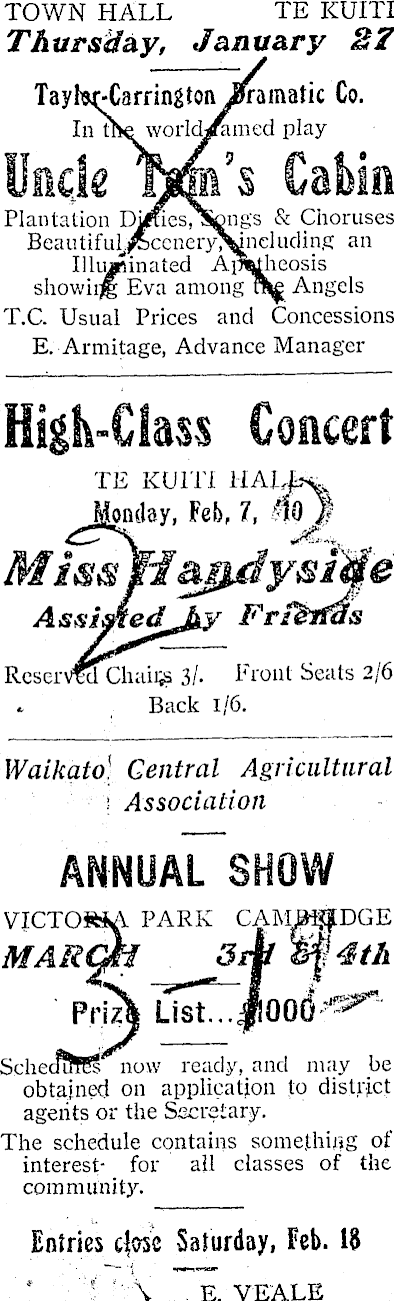 TOWN HALL TE KUITI
Thursday, January 27
Taylor-Carrington Dramatic Co.
In the world-famed play
Uncle Tom's Cabin
Plantation Ditties, Songs & Choruses
Beautiful Scenery, including an
Illuminated Apotheosis
showing Eva among the Angels
T.C. Usual Prices and Concessions
E. Armitage, Advance Manager
High-Class Concert
TE KUITI HALL
Monday, Feb, 7, '10
Miss Handyside
Assisted by Friends
Reserved Chairs 3/. Front Seats 2/6
Back 1/6.
Waikato Central Agricultural
Association
ANNUAL SHOW
VICTORIA PARK CAMBRIDGE
MARCH 3rd & 4th
Prize List...£1000
Schedules now ready, and may be
obtained on application to district
agents or the Secretary.
The schedule contains something of
interest- for all classes of the
community.
Entries close Saturday, Feb. 18
E. VEALE